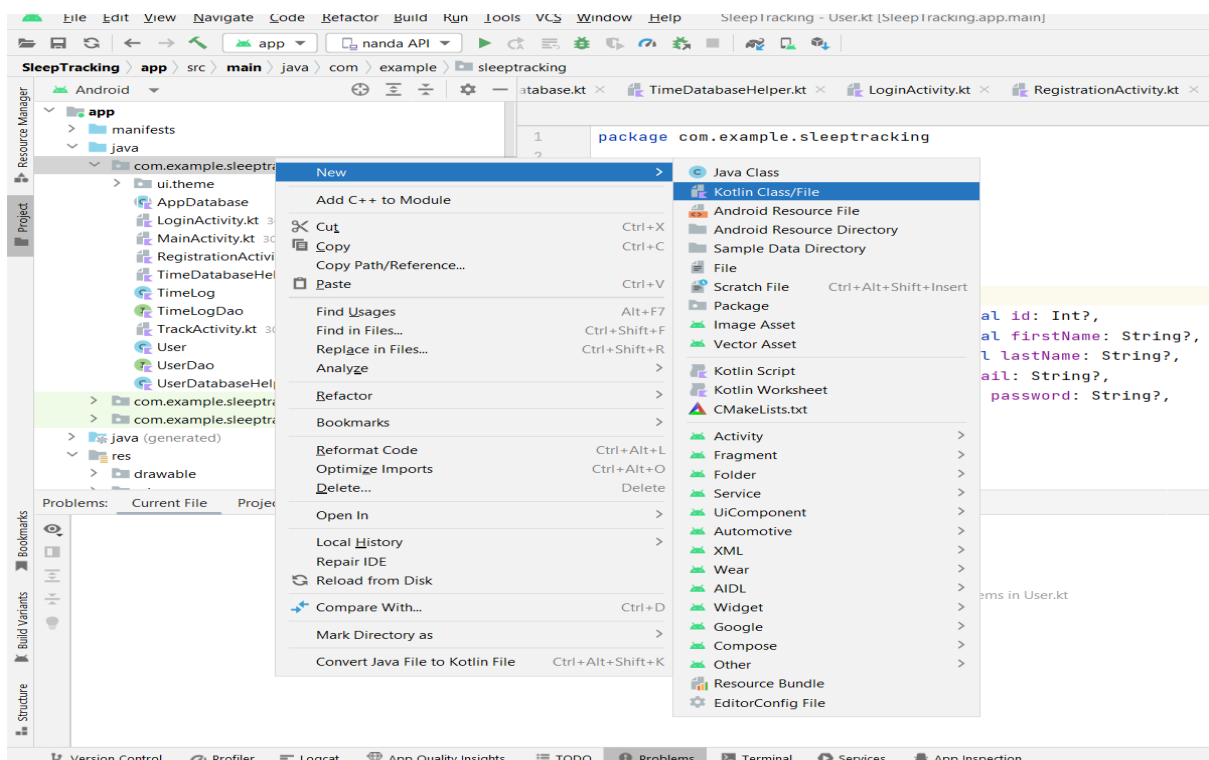 File Edit View Navigate Code Refactor Build Run Tools VCS Window Help SleepTracking - User.kt [SleepTracking.app.main]
app nanda API
SleepTracking app src main java com example sleeptracking
Android
atabase.kt TimeDatabaseHelper.kt LoginActivity.kt RegistrationActivity.kt
Resource Manager
Project
Bookmarks
Build Variants
Structure
app
manifests
java
com.example.sleeptra
ui.theme
AppDatabase
LoginActivity.kt 3
MainActivity.kt 30
RegistrationActivi
TimeDatabaseHel
TimeLog
TimeLogDao
TrackActivity.kt 30
User
UserDao
UserDatabaseHelp
com.example.sleeptra
com.example.sleeptra
java (generated)
res
drawable
1 package com.example.sleeptracking
2
al id: Int?,
al firstName: String?,
l lastName: String?,
ail: String?,
password: String?,
New
Add C++ to Module
Cut Ctrl+X
Copy Ctrl+C
Copy Path/Reference...
Paste Ctrl+V
Find Usages Alt+F7
Find in Files... Ctrl+Shift+F
Replace in Files... Ctrl+Shift+R
Analyze
Refactor
Bookmarks
Reformat Code Ctrl+Alt+L
Optimize Imports Ctrl+Alt+O
Delete... Delete
Open In
Local History
Repair IDE
Reload from Disk
Compare With... Ctrl+D
Mark Directory as
Convert Java File to Kotlin File Ctrl+Alt+Shift+K
Java Class
Kotlin Class/File
Android Resource File
Android Resource Directory
Sample Data Directory
File
Scratch File Ctrl+Alt+Shift+Insert
Package
Image Asset
Vector Asset
Kotlin Script
Kotlin Worksheet
CMakeLists.txt
Activity
Fragment
Folder
Service
UiComponent
Automotive
XML
Wear
AIDL
Widget
Google
Compose
Other
Resource Bundle
EditorConfig File
Problems: Current File Projec
ems in User.kt
Version Control Profiler Logcat App Quality Insights TODO Problems Terminal Services App Inspection